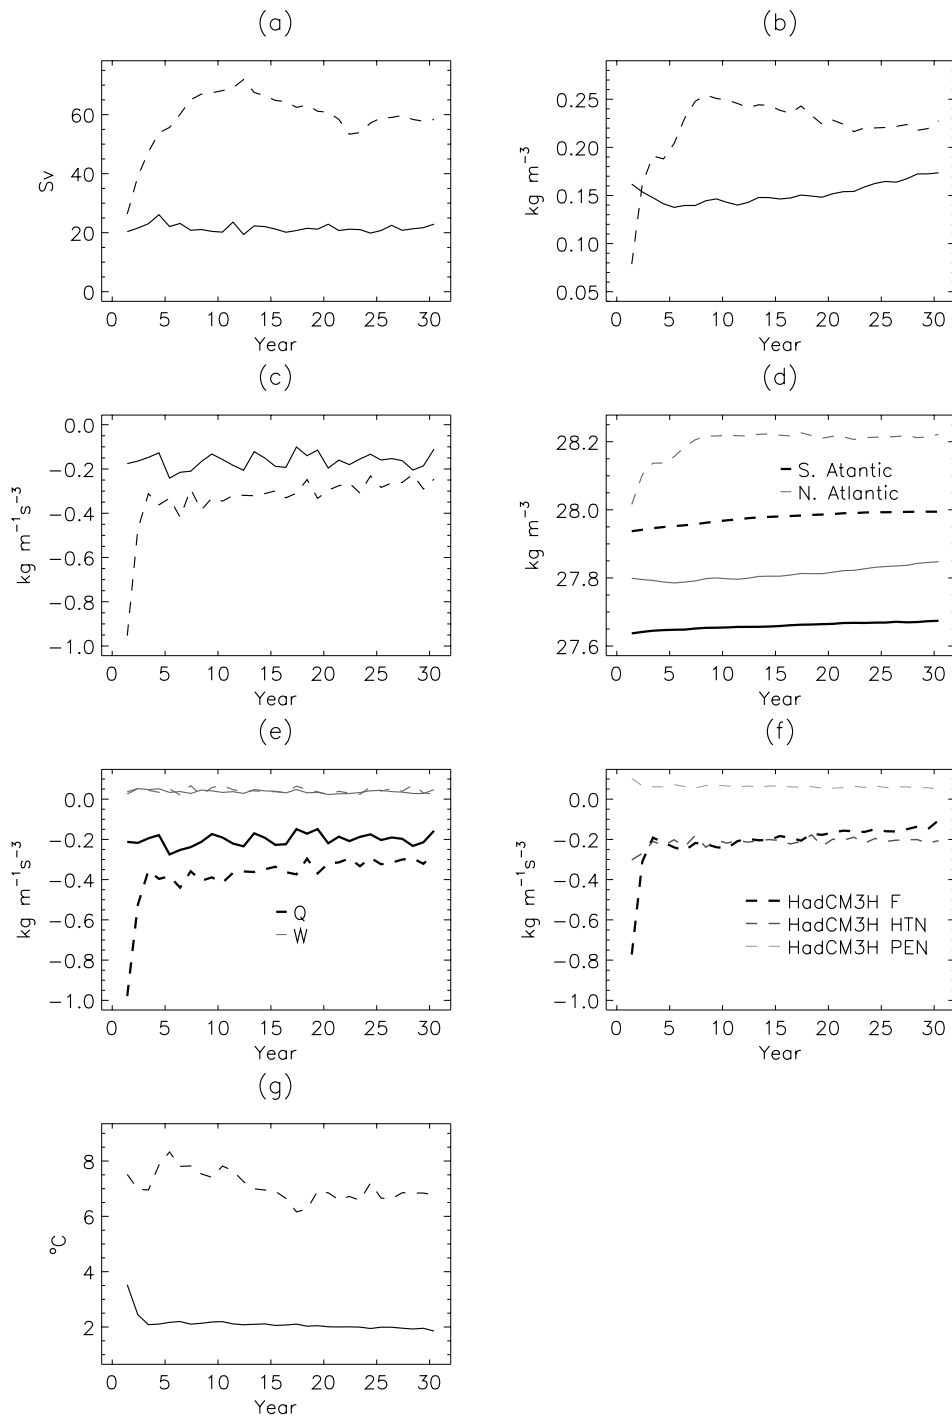 (a)
(b)
60
40
20
0
Sv
0 5 10 15 20 25 30
Year
0.25
0.20
0.15
0.10
0.05
kg m⁻³
0 5 10 15 20 25 30
Year
(c)
(d)
0.0
−0.2
−0.4
−0.6
−0.8
−1.0
kg m⁻¹s⁻³
0 5 10 15 20 25 30
Year
28.2
28.0
27.8
27.6
kg m⁻³
S. Atantic
N. Atlantic
0 5 10 15 20 25 30
Year
(e)
(f)
0.0
−0.2
−0.4
−0.6
−0.8
−1.0
kg m⁻¹s⁻³
Q
W
0 5 10 15 20 25 30
Year
0.0
−0.2
−0.4
−0.6
−0.8
−1.0
kg m⁻¹s⁻³
HadCM3H F
HadCM3H HTN
HadCM3H PEN
0 5 10 15 20 25 30
Year
(g)
8
6
4
2
°C
0 5 10 15 20 25 30
Year